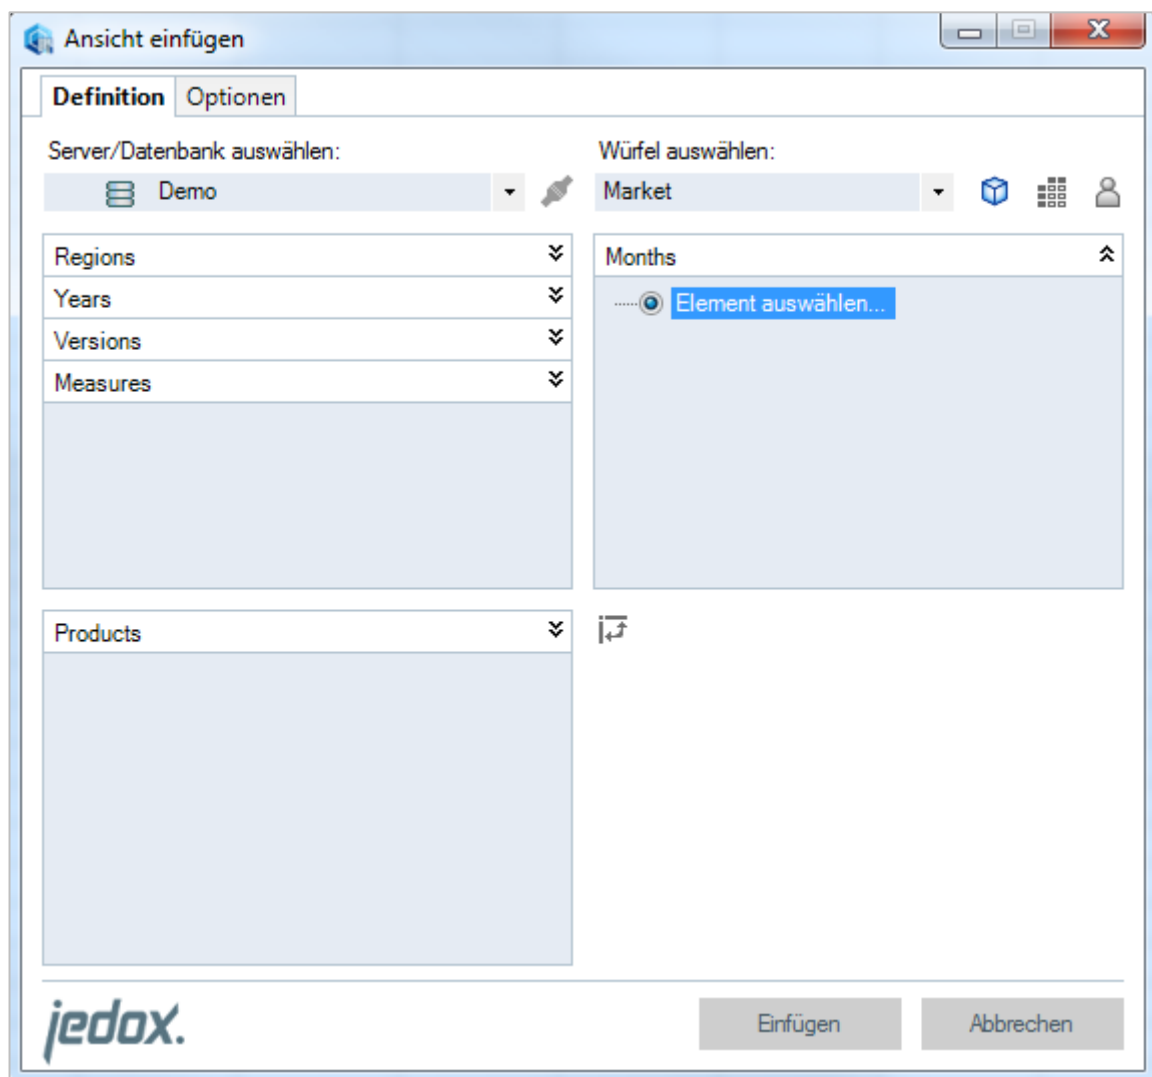 Ansicht einfügen
Definition Optionen
Server/Datenbank auswählen: Würfel auswählen:
Demo Market
Regions
Years
Versions
Measures
Months
Element auswählen...
Products
jedox.
Einfügen Abbrechen